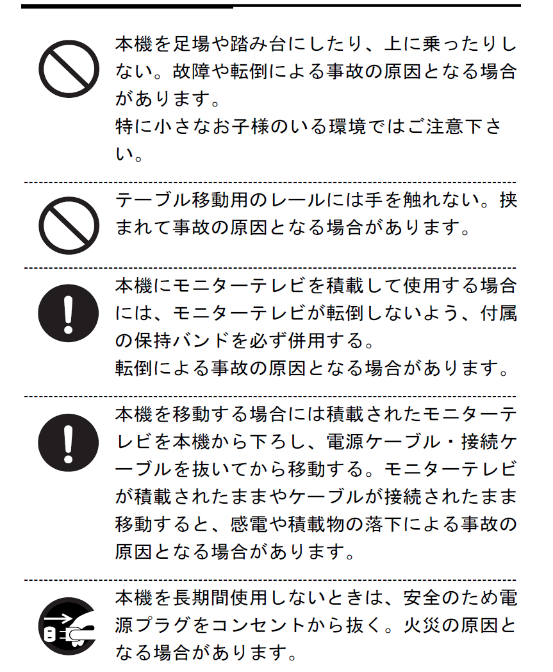 本機を足場や踏み台にしたり、上に乗ったりし
ない。故障や転倒による事故の原因となる場合
があります。
特に小さなお子様のいる環境ではご注意下さ
い。
テーブル移動用のレールには手を触れない。挟
まれて事故の原因となる場合があります。
本機にモニターテレビを積載して使用する場合
には、モニターテレビが転倒しないよう、付属
の保持バンドを必ず併用する。
転倒による事故の原因となる場合があります。
本機を移動する場合には積載されたモニターテ
レビを本機から下ろし、電源ケーブル・接続ケ
ーブルを抜いてから移動する。モニターテレビ
が積載されたままやケーブルが接続されたまま
移動すると、感電や積載物の落下による事故の
原因となる場合があります。
本機を長期間使用しないときは、安全のため電
源プラグをコンセントから抜く。火災の原因と
なる場合があります。